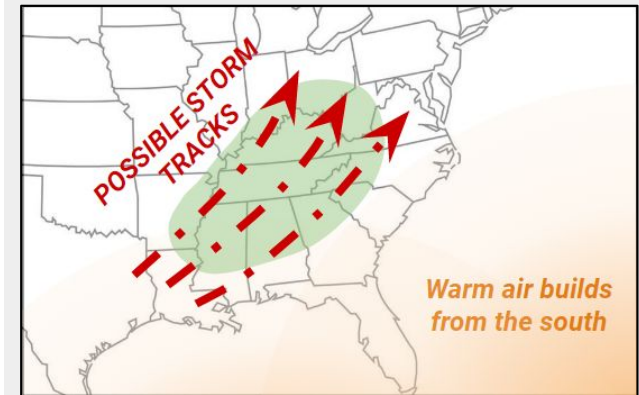 POSSIBLE STORM
TRACKS
Warm air builds
from the south